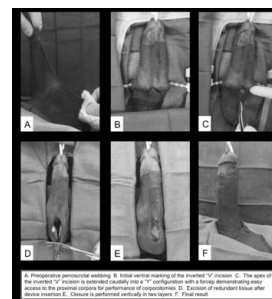 A
B
C
D
E
F
A. Preoperative penoscrotal webbing B. Initial ventral marking of the inverted "V" incision C. The apex of
the inverted "V" incision is extended caudally into a "Y" configuration with a forcep demonstrating easy
access to the proximal corpora for performance of corporotomies D. Excision of redundant tissue after
device insertion E. Closure is performed vertically in two layers F. Final result